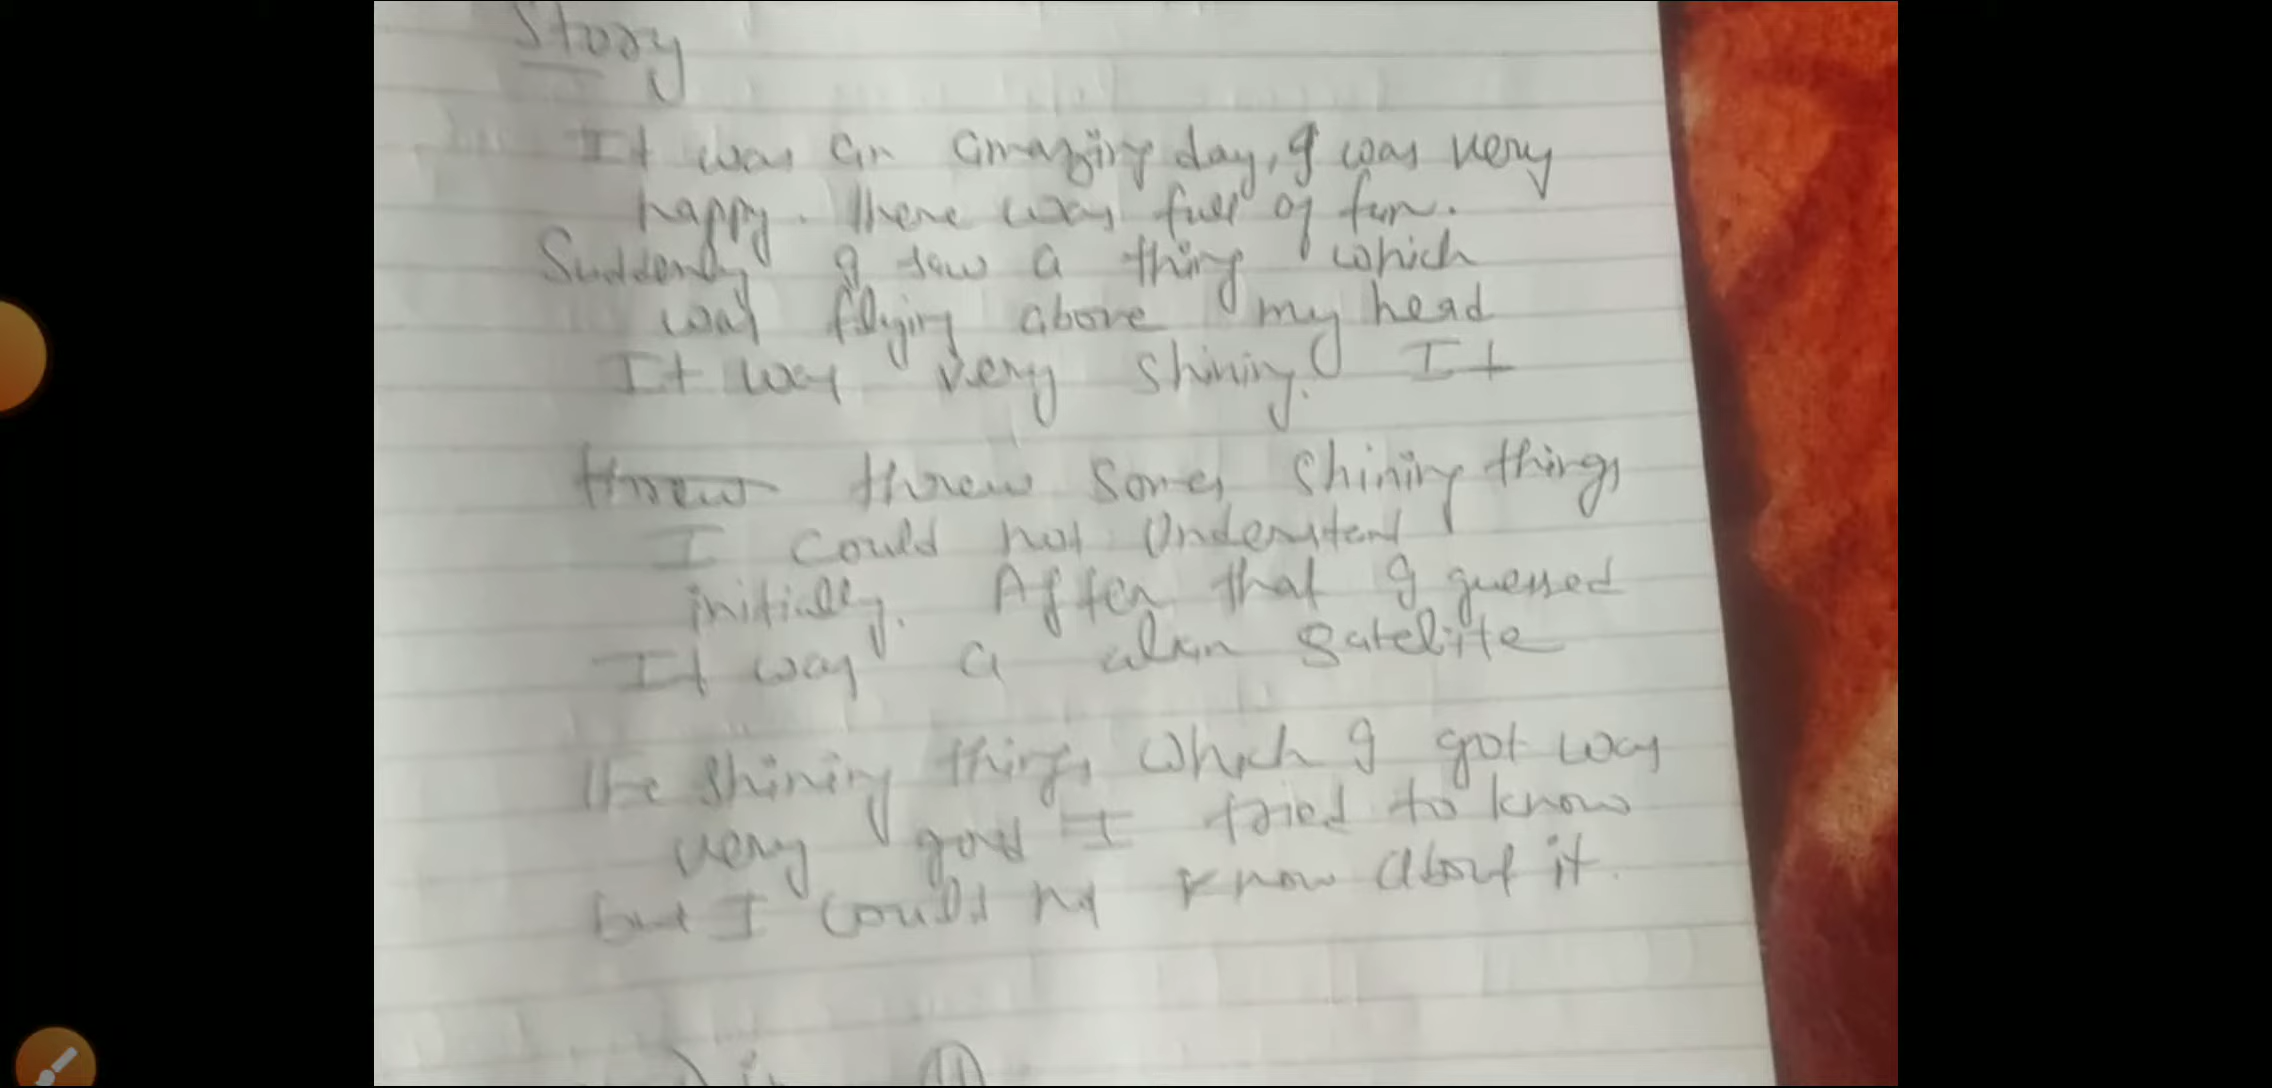 Story
It was an amazing day, I was very
happy. There was full of fun.
Suddenly I saw a thing which
was flying above my head
It was very shining. It
threw threw some shining things
I could not understand
initially. After that I guessed
It was a alian satelite
The shining things which I got was
very good I tried to know
but I could not know about it.